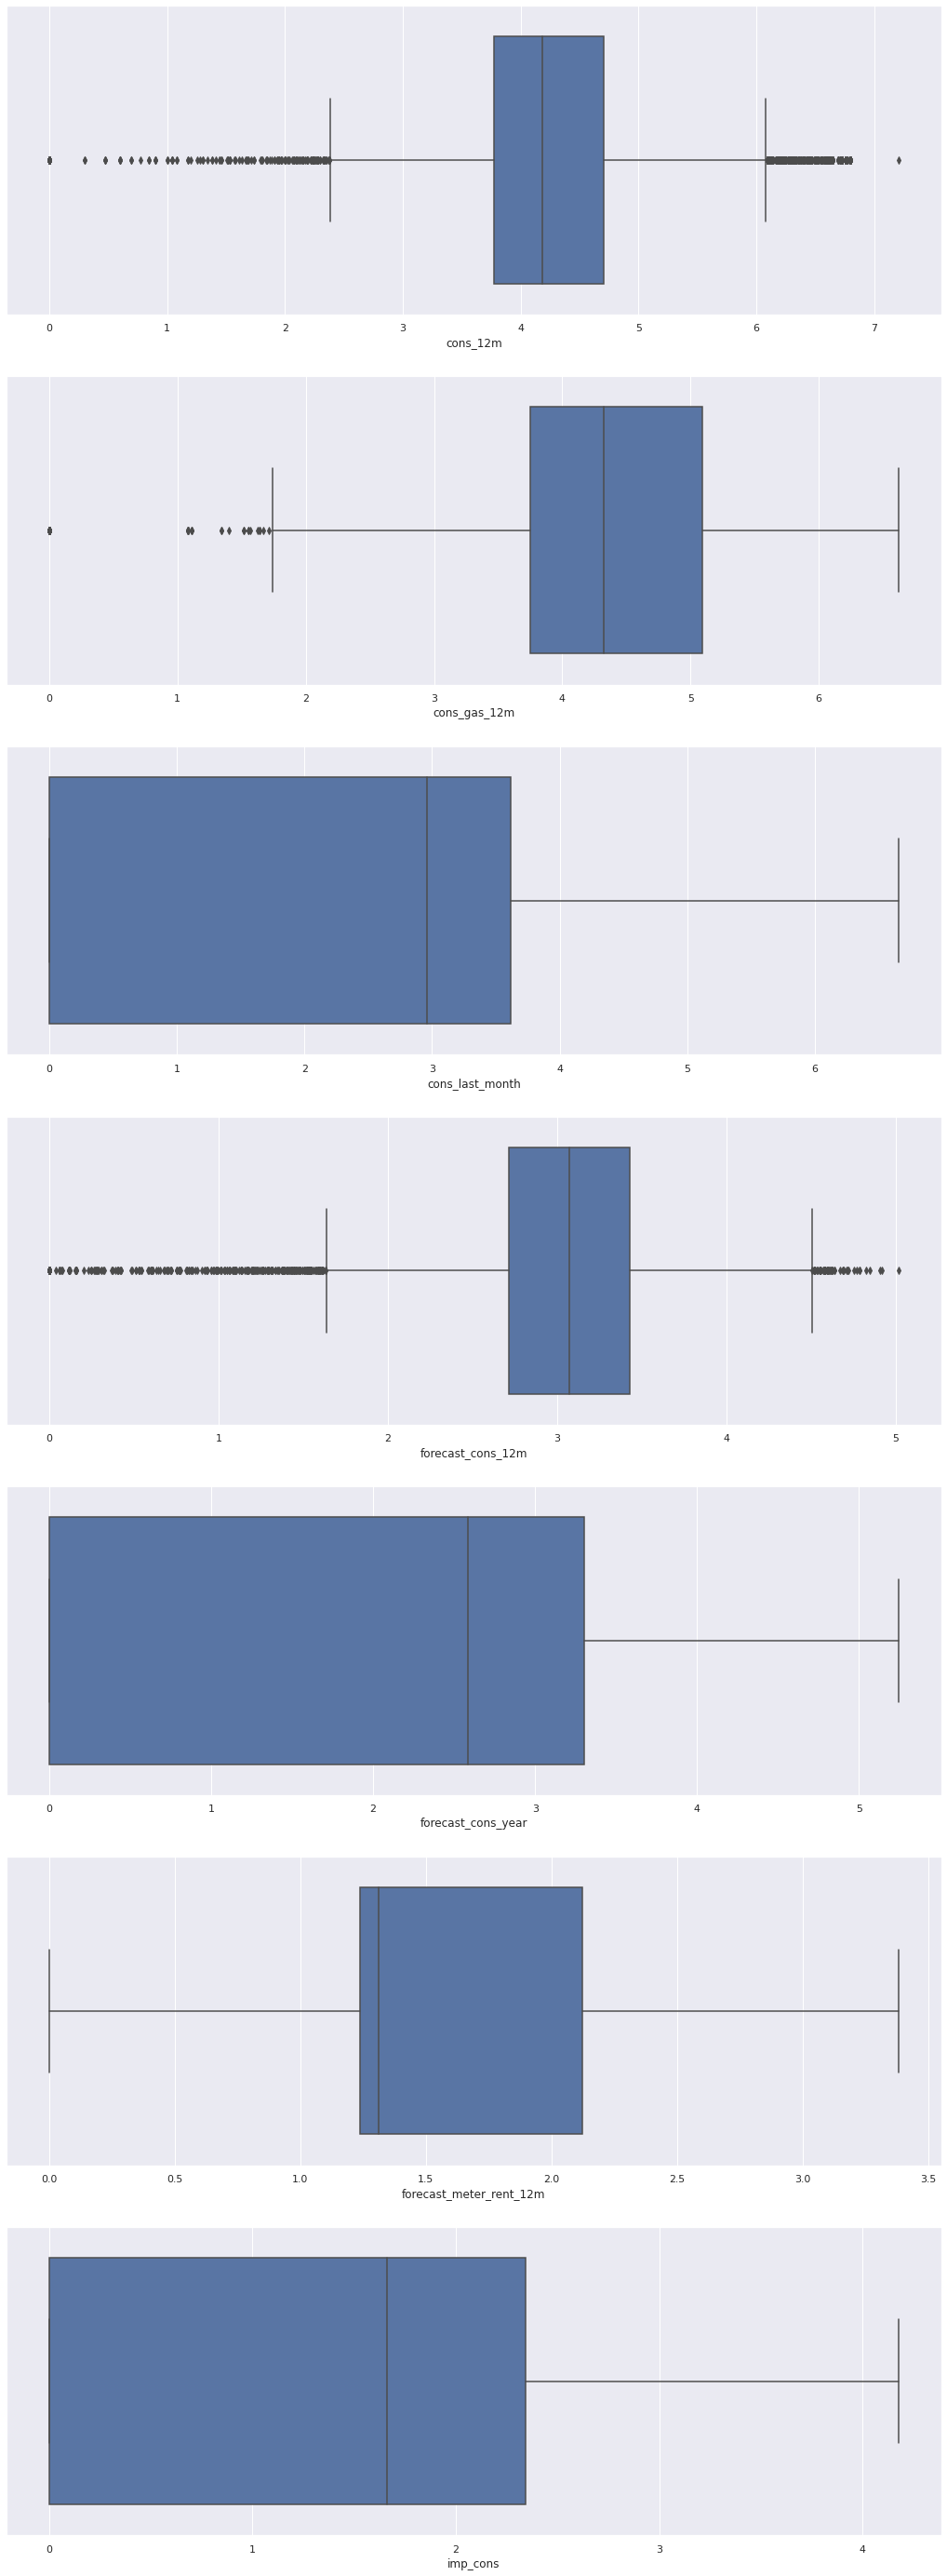 0 1 2 3 4 5 6 7
cons_12m
0 1 2 3 4 5 6
cons_gas_12m
0 1 2 3 4 5 6
cons_last_month
0 1 2 3 4 5
forecast_cons_12m
0 1 2 3 4 5
forecast_cons_year
0.0 0.5 1.0 1.5 2.0 2.5 3.0 3.5
forecast_meter_rent_12m
0 1 2 3 4
imp_cons